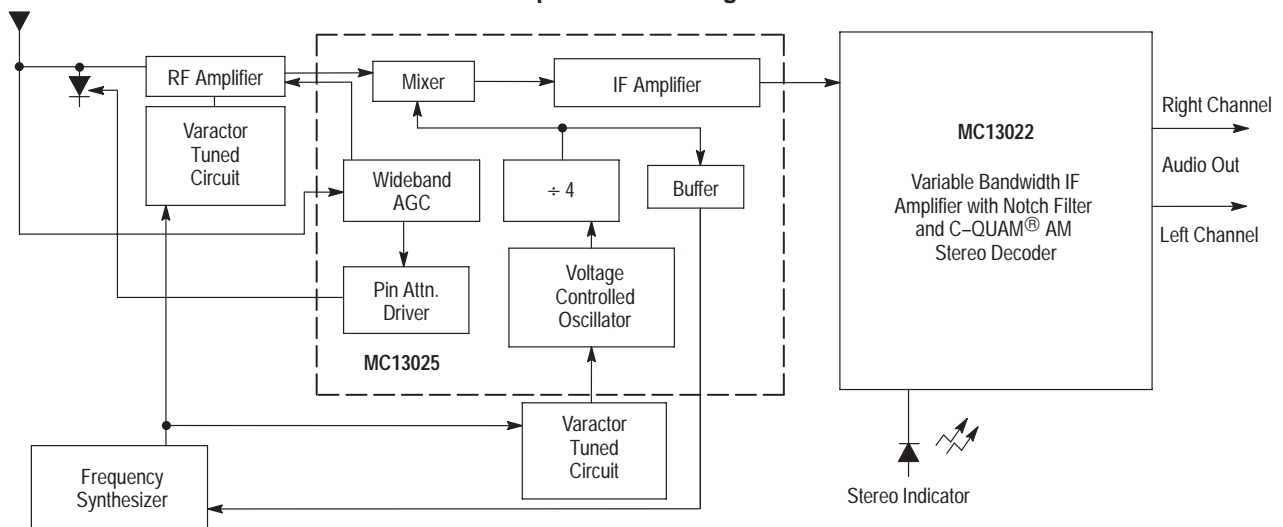 RF Amplifier
Varactor
Tuned
Circuit
Mixer
IF Amplifier
Wideband
AGC
÷ 4
Buffer
Pin Attn.
Driver
Voltage
Controlled
Oscillator
MC13025
Varactor
Tuned
Circuit
Frequency
Synthesizer
MC13022
Variable Bandwidth IF
Amplifier with Notch Filter
and C–QUAM® AM
Stereo Decoder
Right Channel
Audio Out
Left Channel
Stereo Indicator